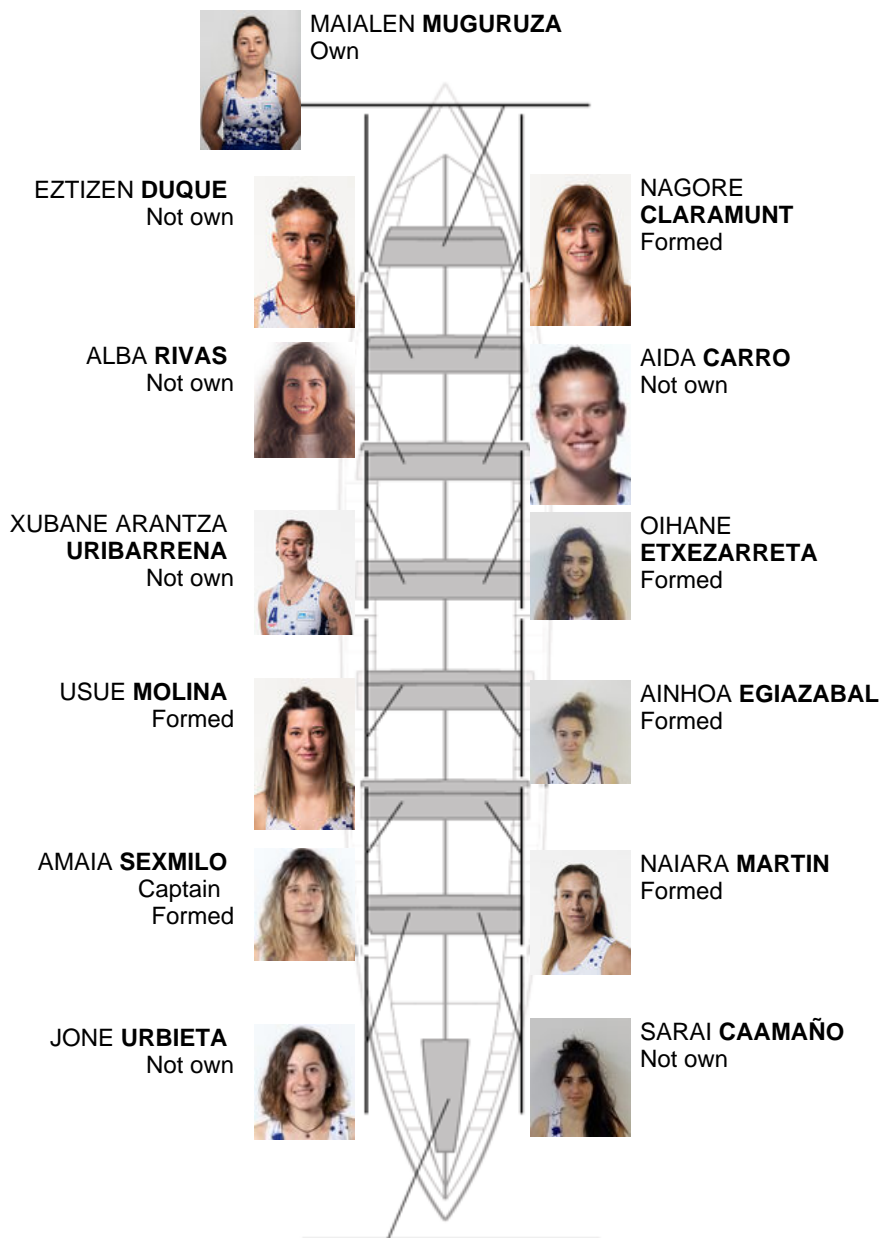 MAIALEN MUGURUZA
Own
EZTIZEN DUQUE
Not own
NAGORE
CLARAMUNT
Formed
ALBA RIVAS
Not own
AIDA CARRO
Not own
XUBANE ARANTZA
URIBARRENA
Not own
OIHANE
ETXEZARRETA
Formed
USUE MOLINA
Formed
AINHOA EGIAZABAL
Formed
AMAIA SEXMILO
Captain
Formed
NAIARA MARTIN
Formed
JONE URBIETA
Not own
SARAI CAAMAÑO
Not own